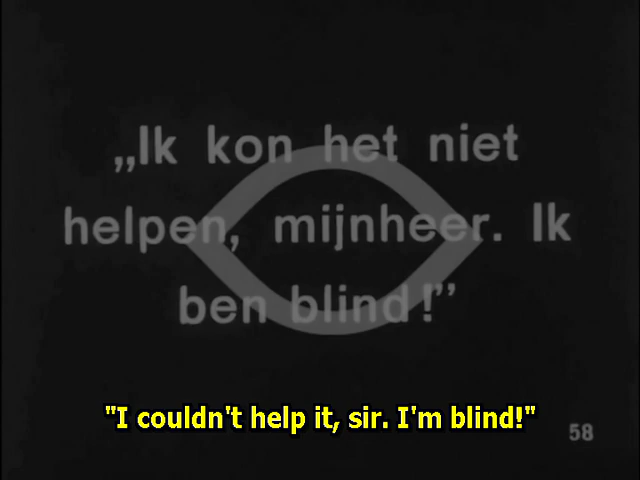 „Ik kon het niet
helpen, mijnheer. Ik
ben blind!”
"I couldn't help it, sir. I'm blind!"
58